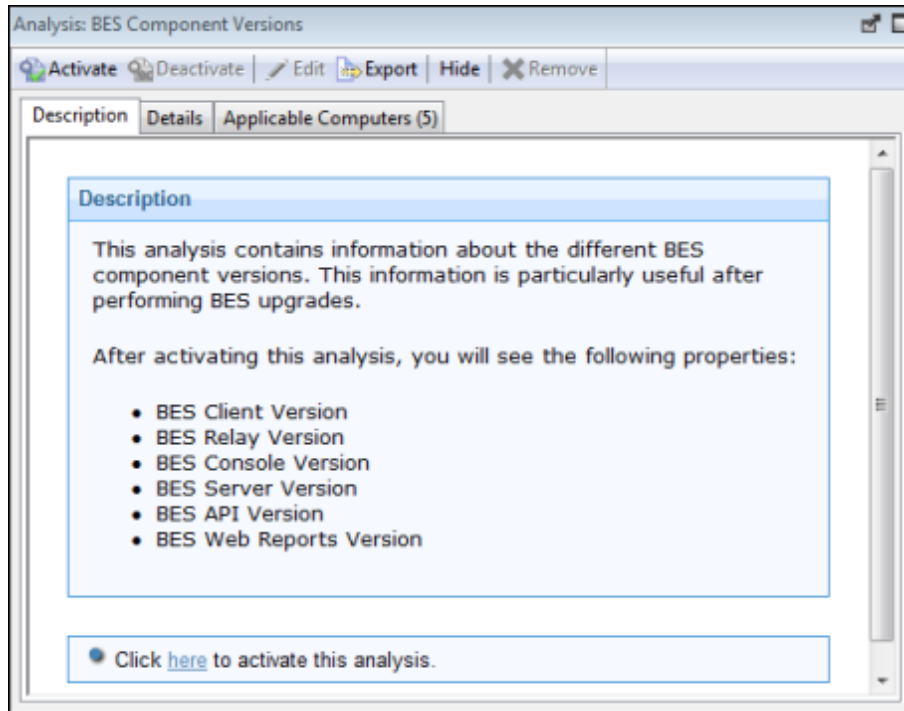 Analysis: BES Component Versions
Activate Deactivate Edit Export Hide Remove
Description Details Applicable Computers (5)
Description
This analysis contains information about the different BES
component versions. This information is particularly useful after
performing BES upgrades.
After activating this analysis, you will see the following properties:
• BES Client Version
• BES Relay Version
• BES Console Version
• BES Server Version
• BES API Version
• BES Web Reports Version
Click here to activate this analysis.